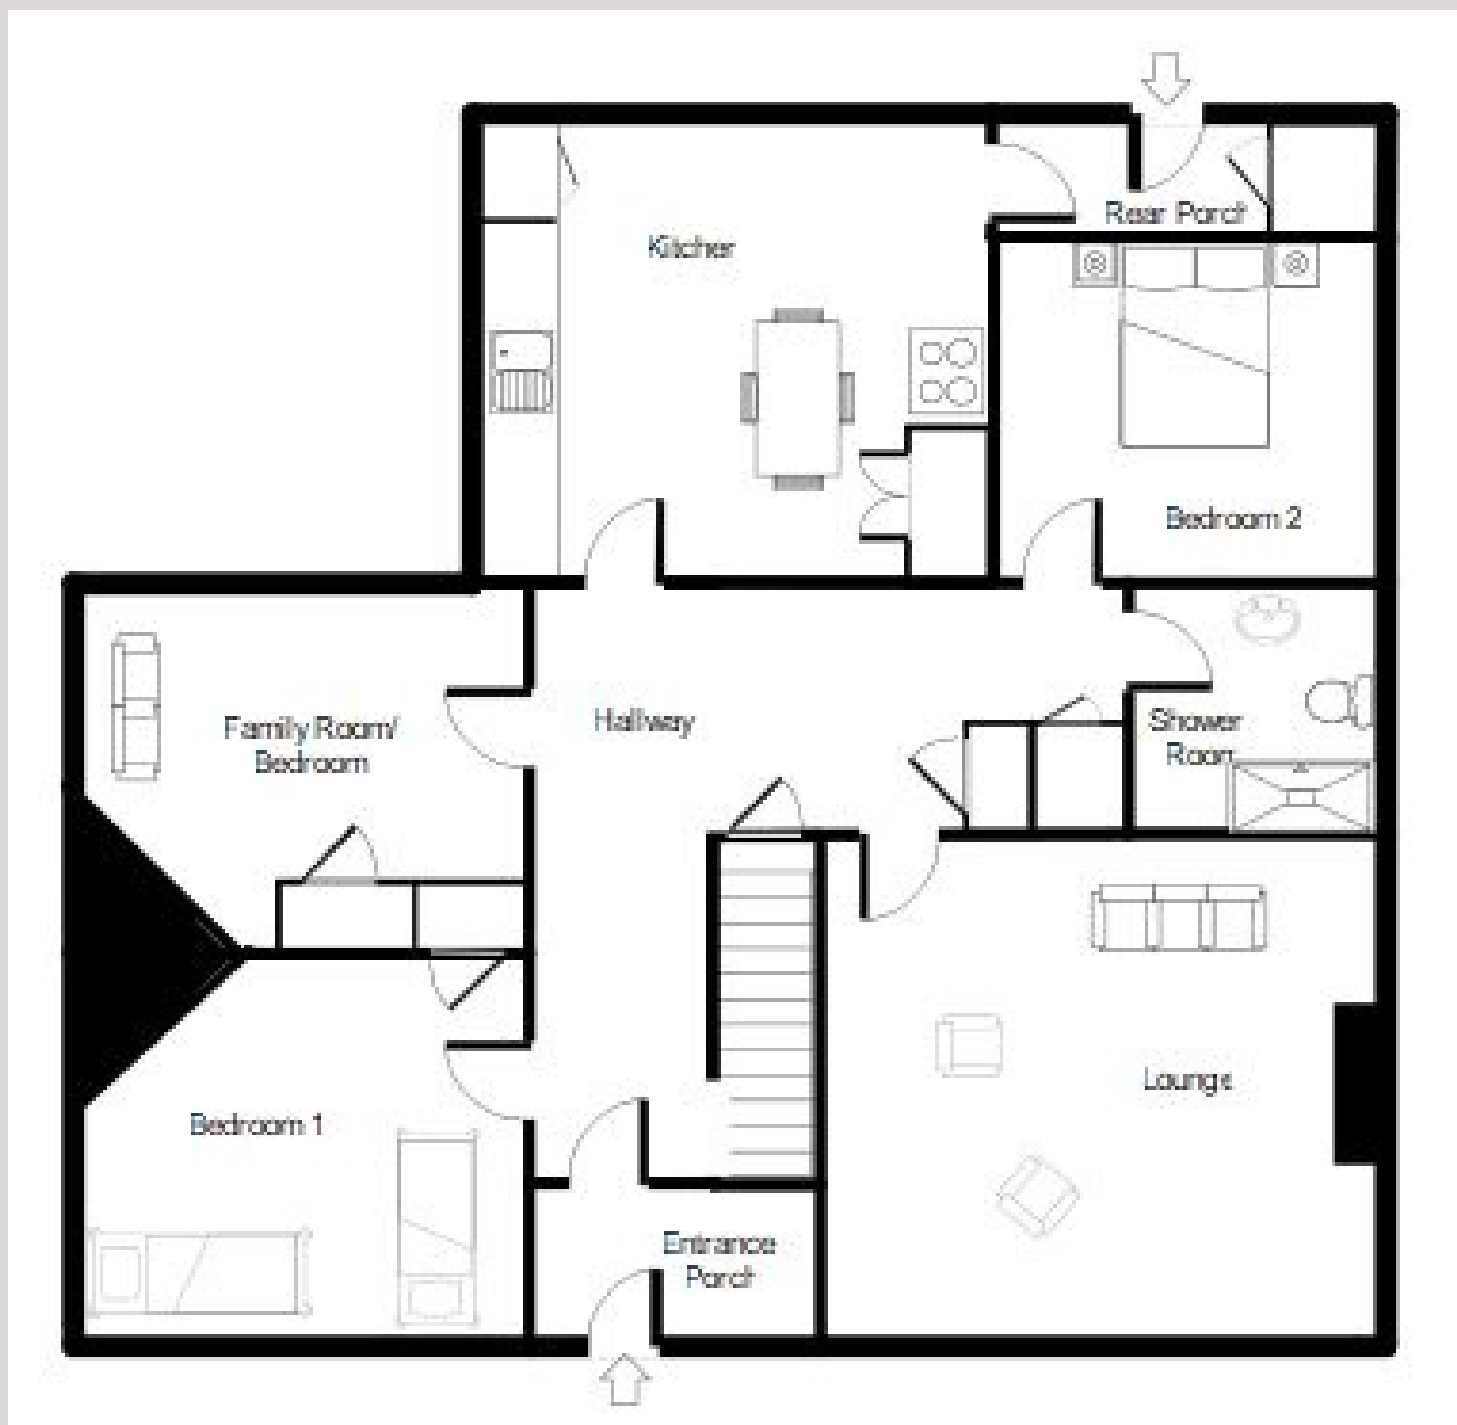 Rear Porch
Kitchen
Bedroom 2
Family Room/
Bedroom
Hallway
Shower
Room
Lounge
Bedroom 1
Entrance
Porch